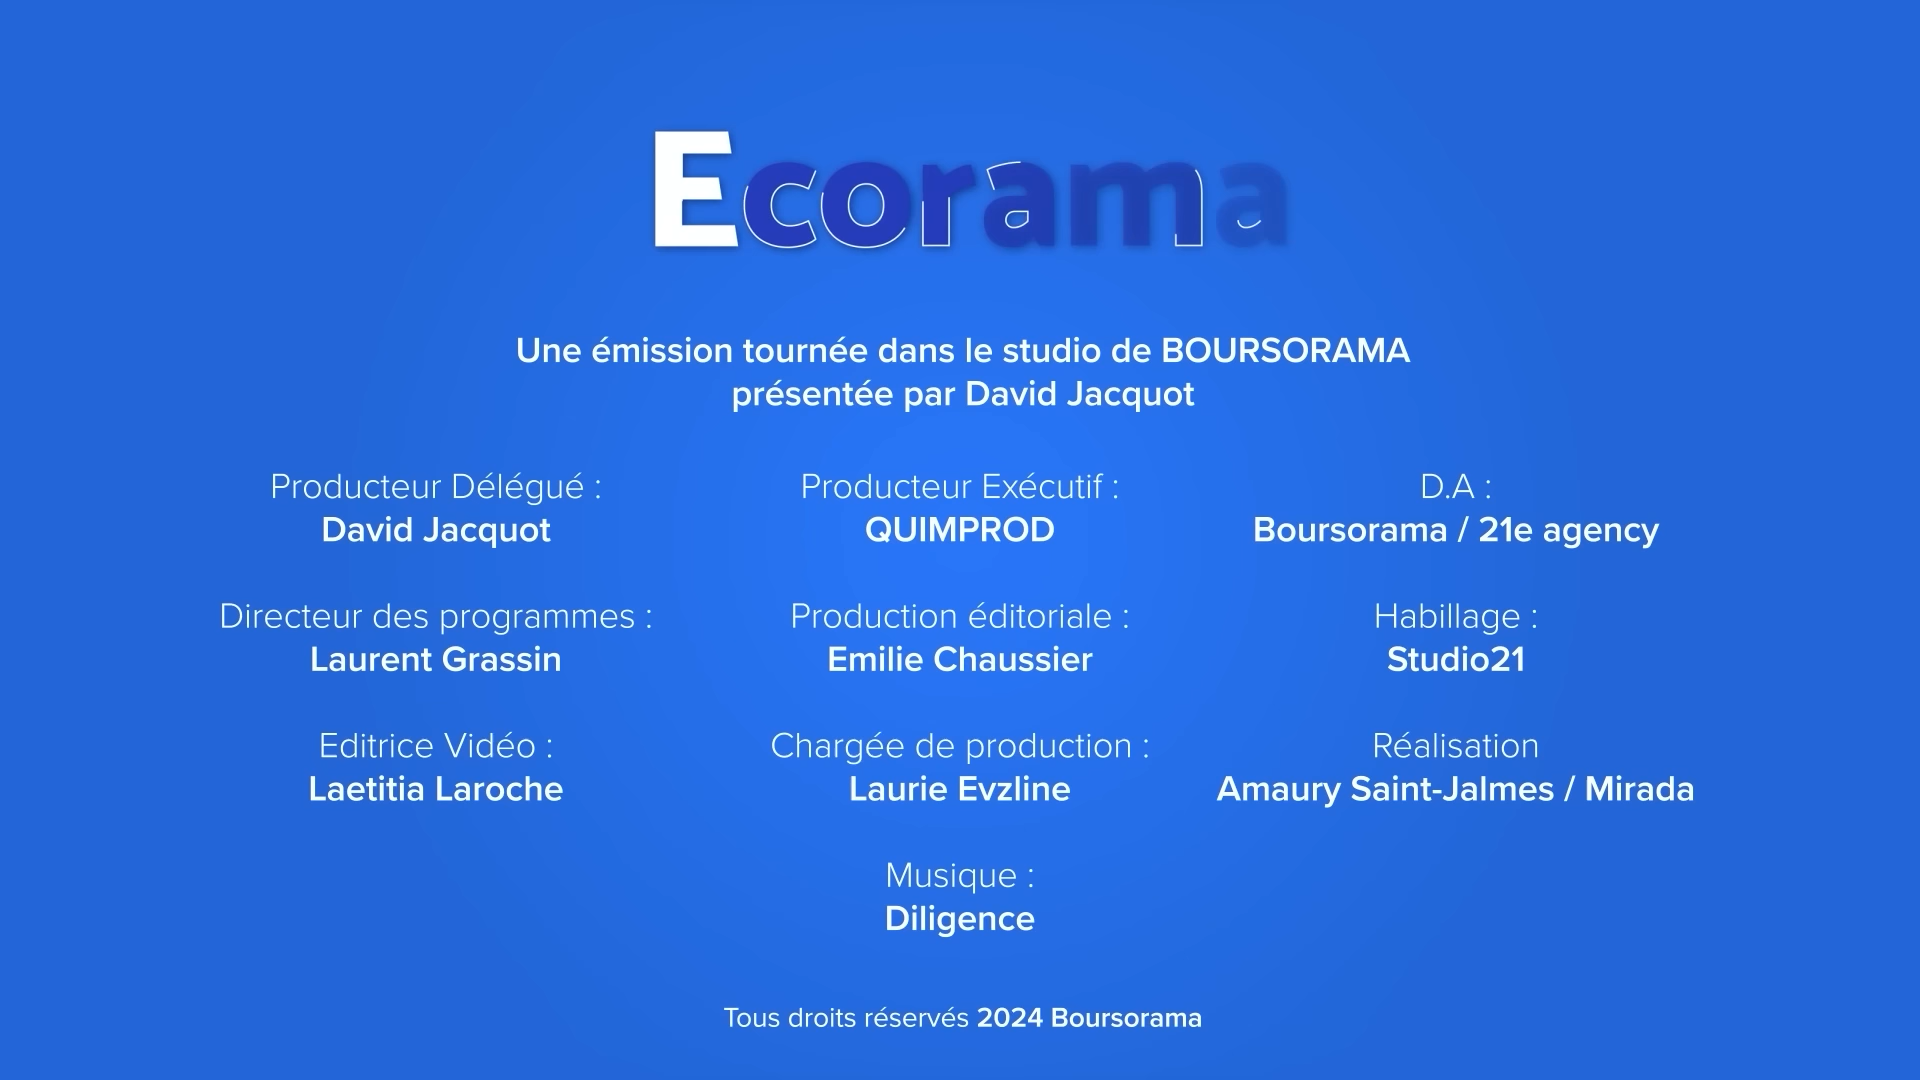 Ecorama
Une émission tournée dans le studio de BOURSORAMA
présentée par David Jacquot
Producteur Délégué :
David Jacquot
Producteur Exécutif :
QUIMPROD
D.A :
Boursorama / 21e agency
Directeur des programmes :
Laurent Grassin
Production éditoriale :
Emilie Chaussier
Habillage :
Studio21
Editrice Vidéo :
Laetitia Laroche
Chargée de production :
Laurie Evzline
Réalisation
Amaury Saint-Jalmes / Mirada
Musique :
Diligence
Tous droits réservés 2024 Boursorama